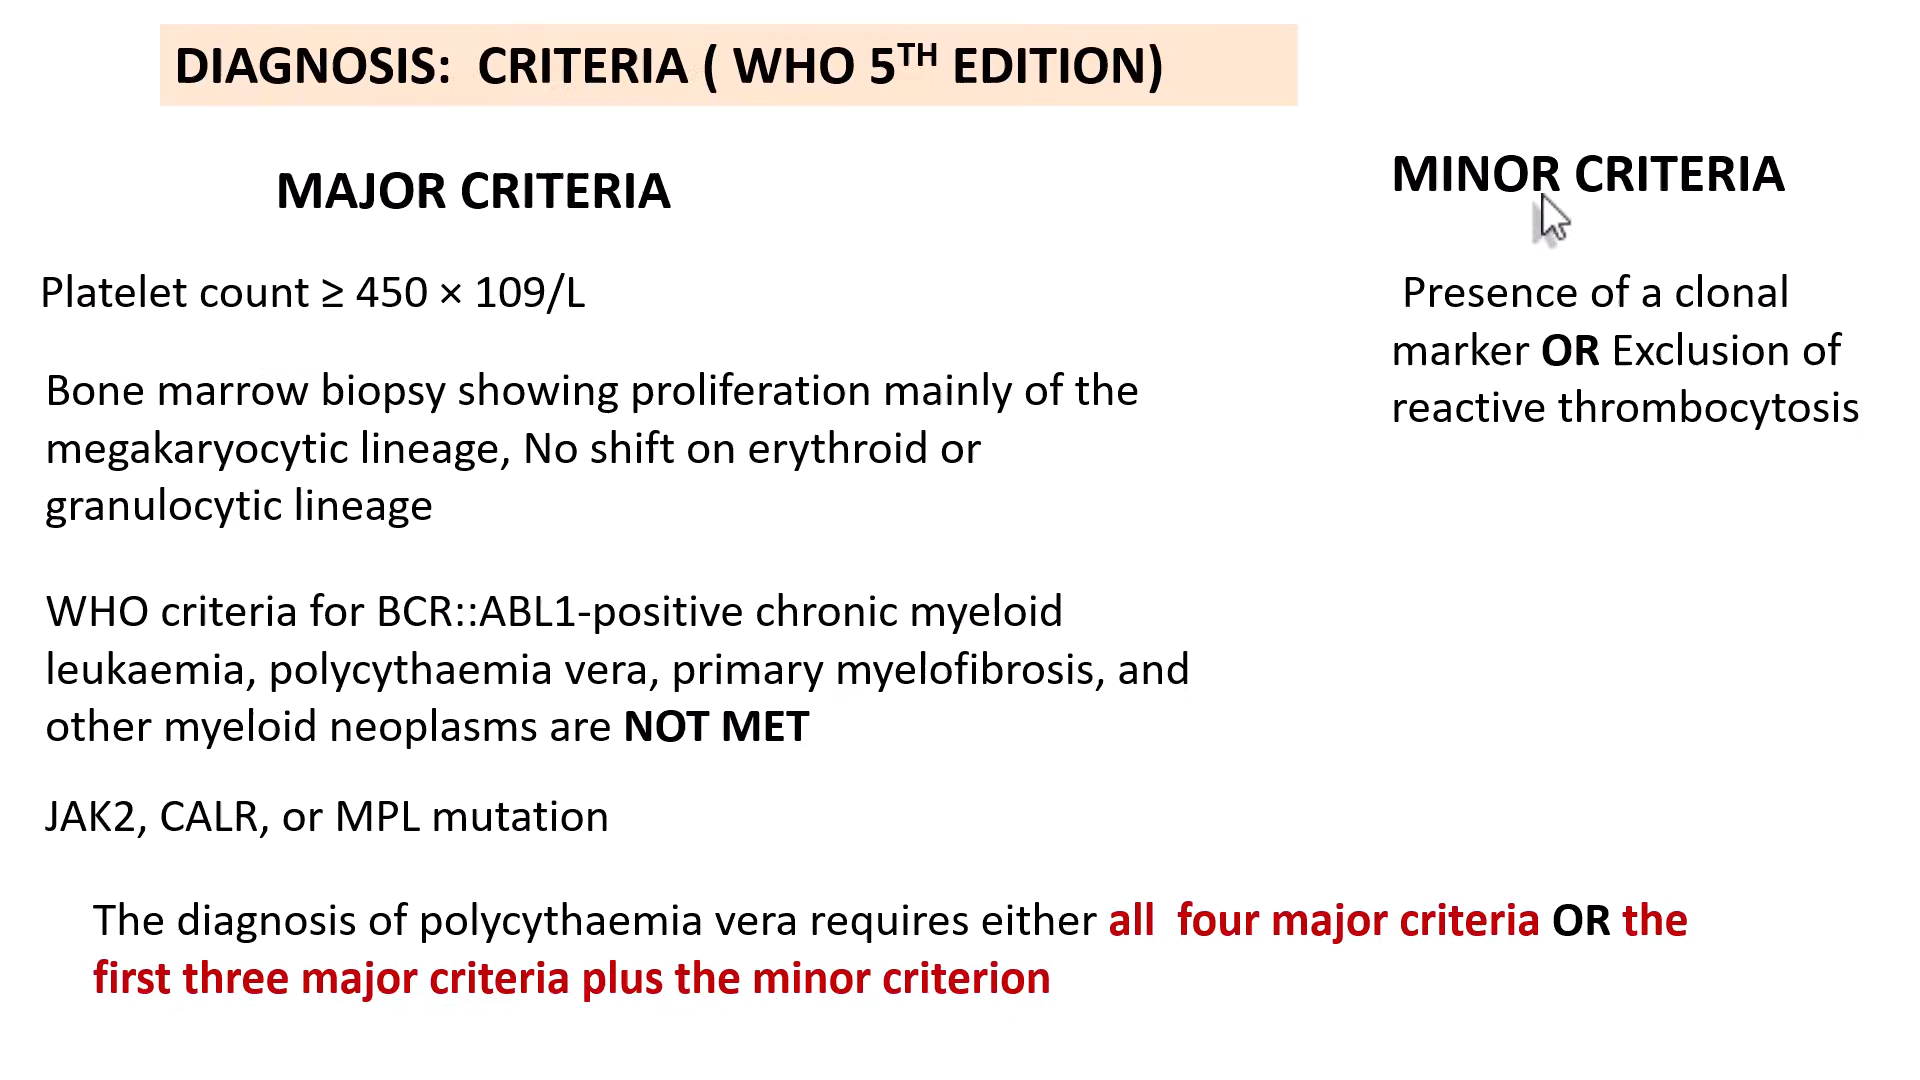 DIAGNOSIS: CRITERIA ( WHO 5TH EDITION)
MAJOR CRITERIA
Platelet count ≥ 450 × 109/L
Bone marrow biopsy showing proliferation mainly of the
megakaryocytic lineage, No shift on erythroid or
granulocytic lineage
WHO criteria for BCR::ABL1-positive chronic myeloid
leukaemia, polycythaemia vera, primary myelofibrosis, and
other myeloid neoplasms are NOT MET
JAK2, CALR, or MPL mutation
MINOR CRITERIA
Presence of a clonal
marker OR Exclusion of
reactive thrombocytosis
The diagnosis of polycythaemia vera requires either all four major criteria OR the
first three major criteria plus the minor criterion